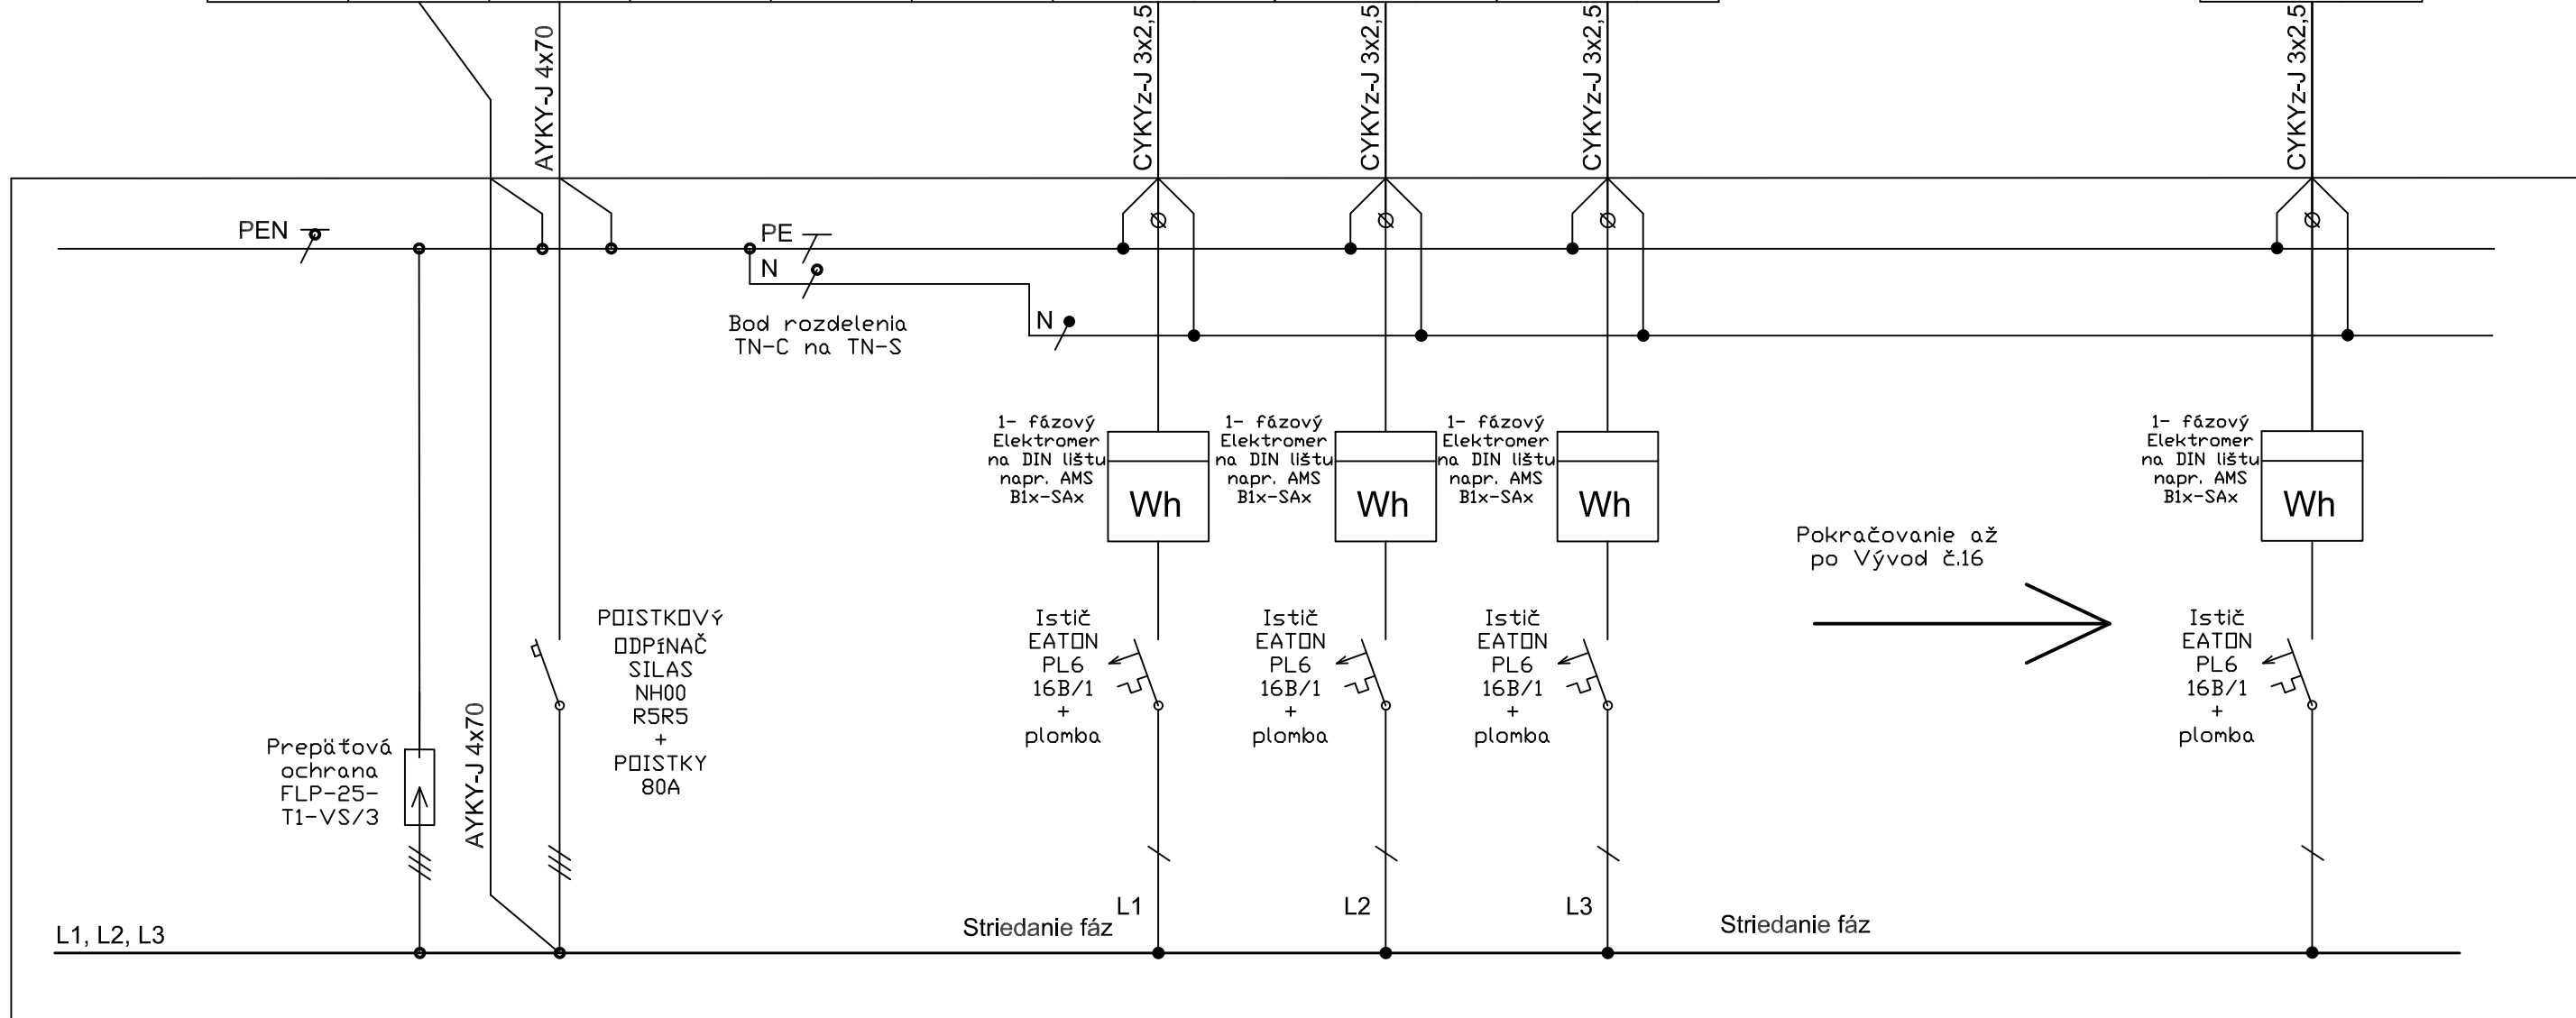 AYKY-J 4x70
CYKYz-J 3x2,5
CYKYz-J 3x2,5
CYKYz-J 3x2,5
CYKYz-J 3x2,5
PEN
PE
N
Bod rozdelenia
TN-C na TN-S
N
1- fázový
Elektromer
na DIN lištu
napr. AMS
B1x-SAx
Wh
1- fázový
Elektromer
na DIN lištu
napr. AMS
B1x-SAx
Wh
1- fázový
Elektromer
na DIN lištu
napr. AMS
B1x-SAx
Wh
1- fázový
Elektromer
na DIN lištu
napr. AMS
B1x-SAx
Wh
Pokračovanie až
po Vývod č.16
Prepäťová
ochrana
FLP-25-
T1-VS/3
AYKY-J 4x70
POISTKOVÝ
ODPÍNAČ
SILAS
NH00
R5R5
+
POISTKY
80A
Istič
EATON
PL6
16B/1
+
plomba
Istič
EATON
PL6
16B/1
+
plomba
Istič
EATON
PL6
16B/1
+
plomba
Istič
EATON
PL6
16B/1
+
plomba
L1, L2, L3
Striedanie fáz
L1
L2
L3
Striedanie fáz